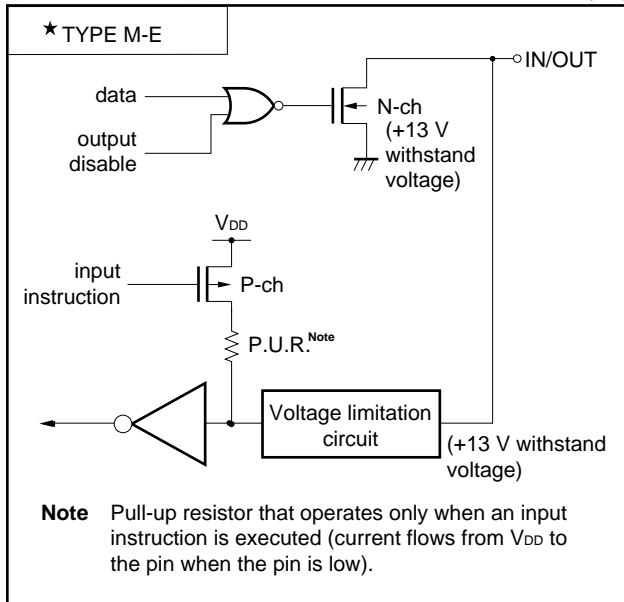 ★ TYPE M-E
IN/OUT
data
output
disable
N-ch
(+13 V
withstand
voltage)
VDD
input
instruction
P-ch
P.U.R.Note
Voltage limitation
circuit
(+13 V withstand
voltage)
Note Pull-up resistor that operates only when an input
instruction is executed (current flows from VDD to
the pin when the pin is low).